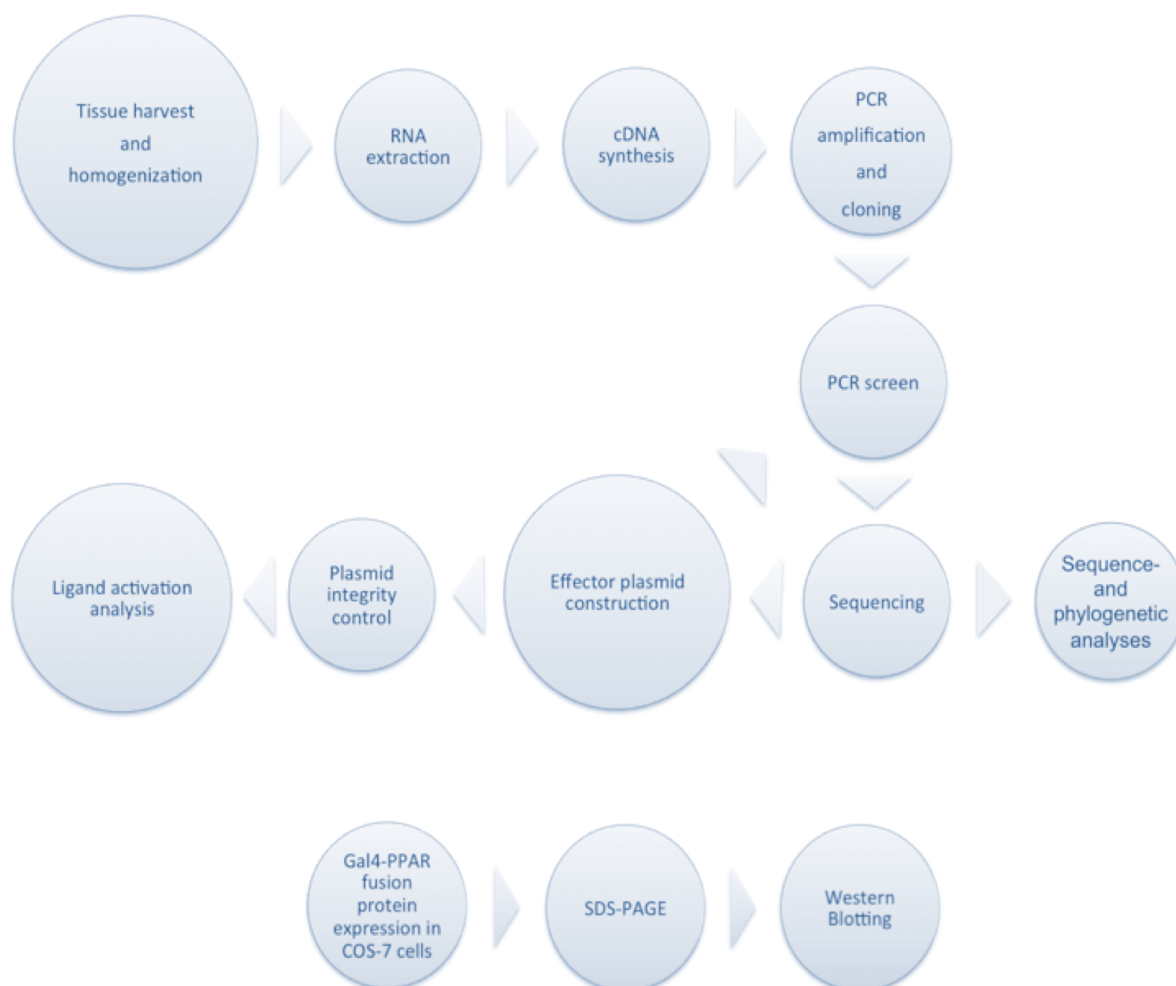 Tissue harvest
and
homogenization
RNA
extraction
cDNA
synthesis
PCR
amplification
and
cloning
PCR screen
Sequencing
Sequence-
and
phylogenetic
analyses
Effector plasmid
construction
Plasmid
integrity
control
Ligand activation
analysis
Gal4-PPAR
fusion
protein
expression in
COS-7 cells
SDS-PAGE
Western
Blotting